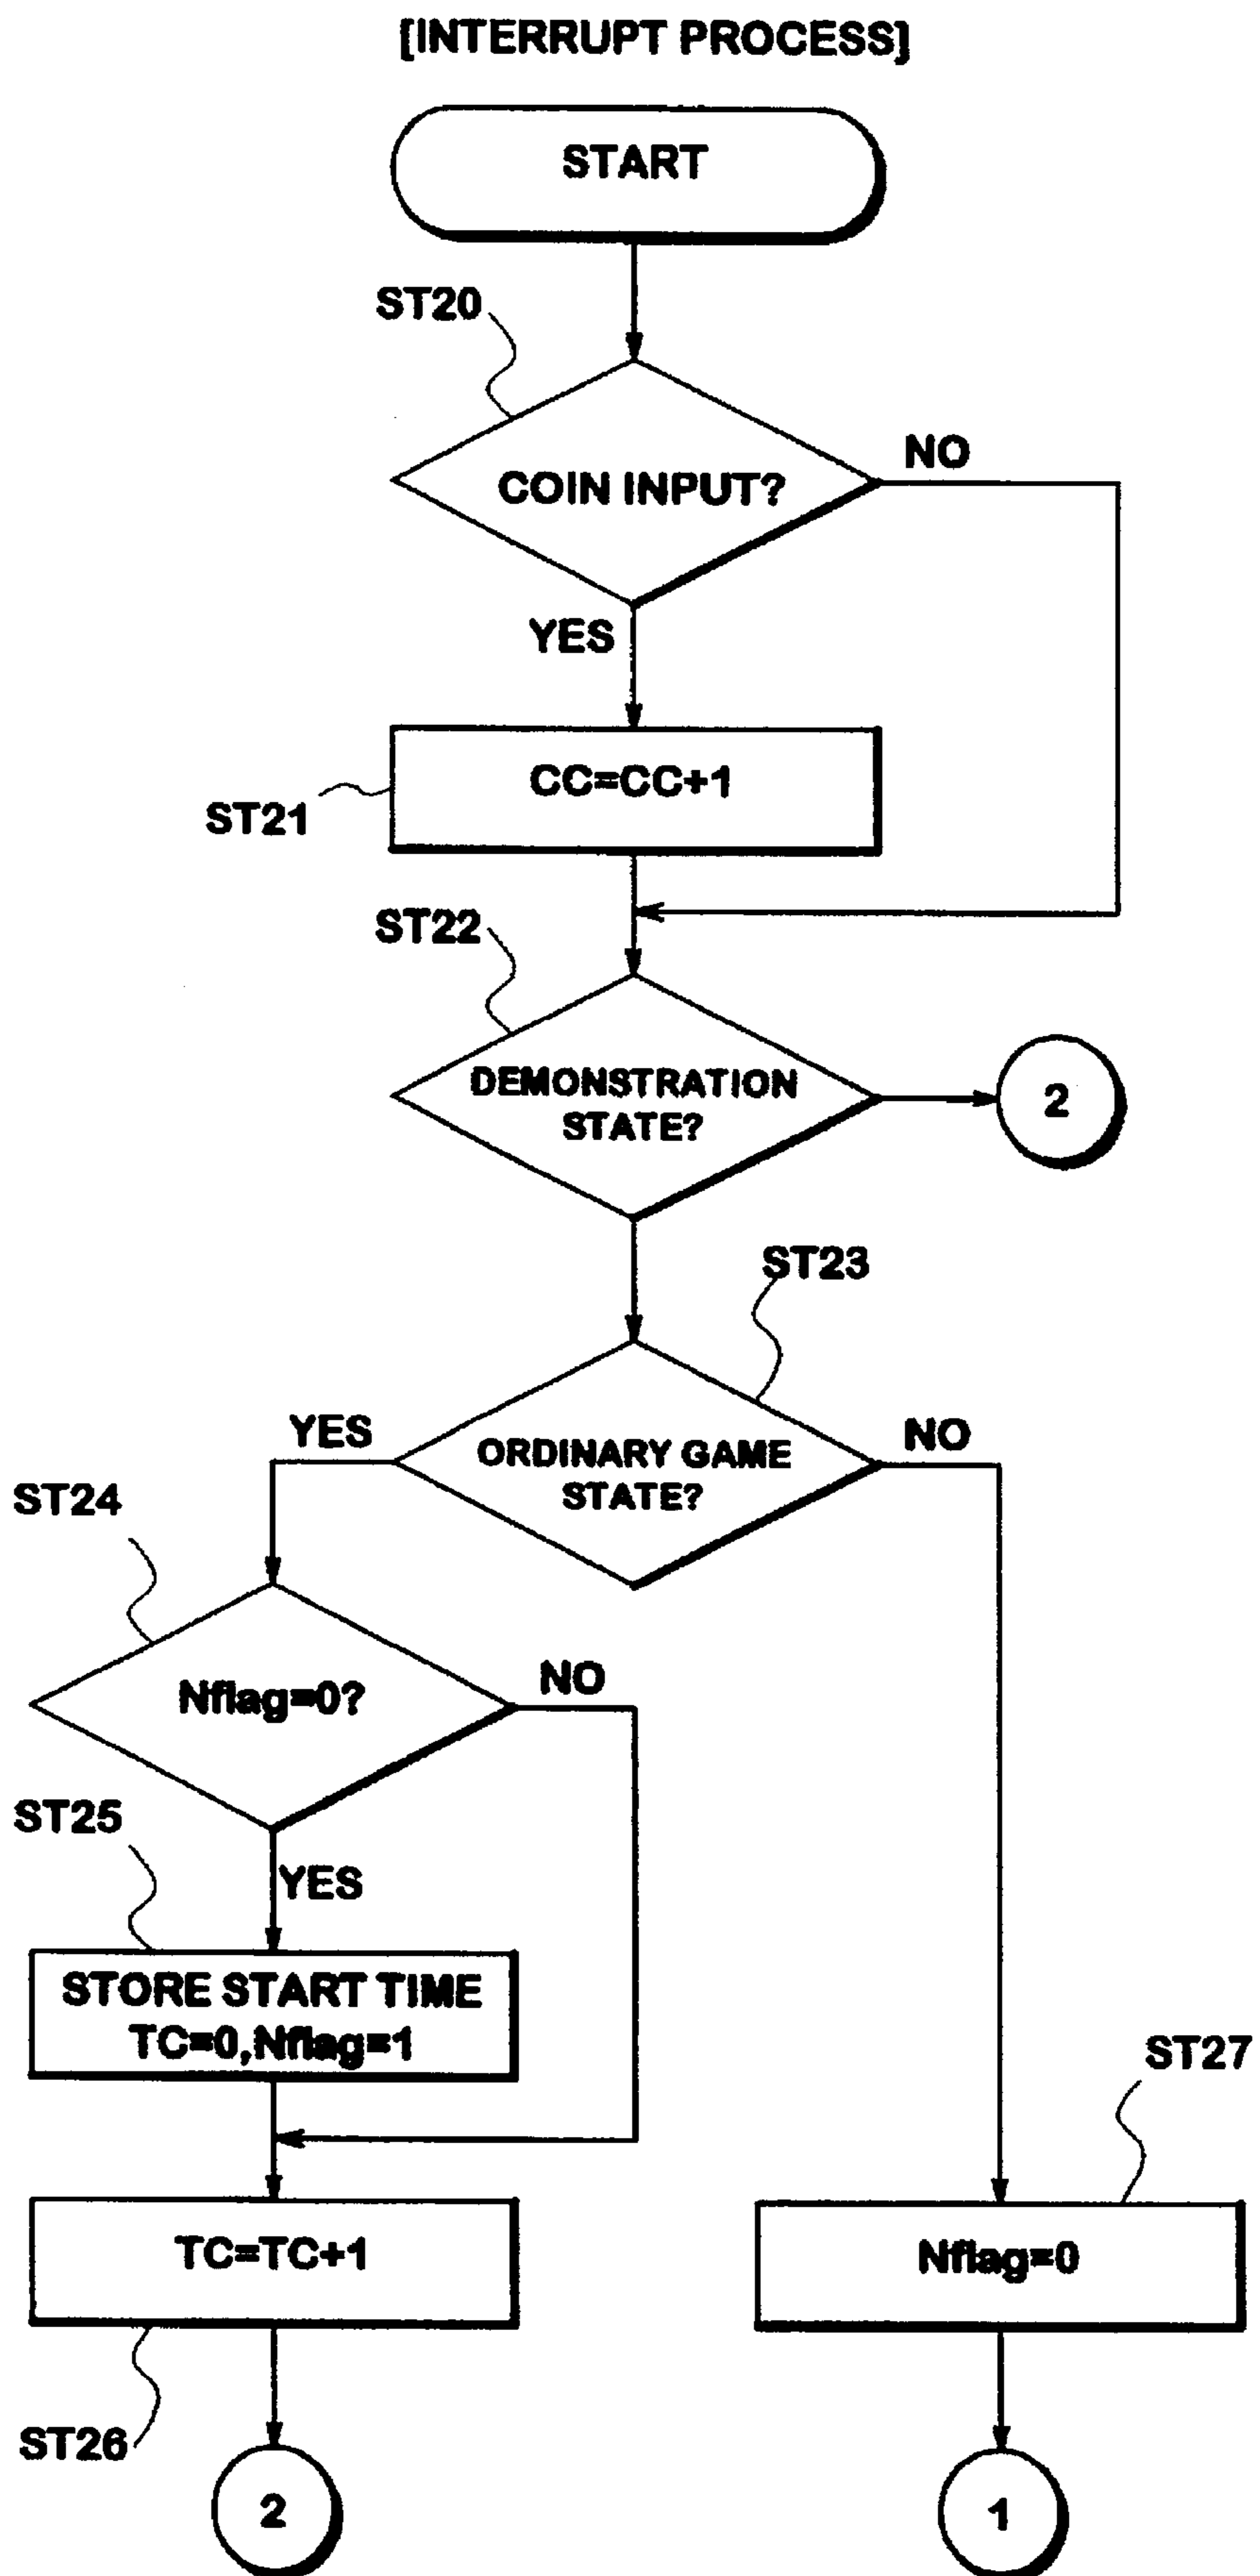 [INTERRUPT PROCESS]
START
ST20
COIN INPUT?
NO
YES
CC=CC+1
ST21
ST22
DEMONSTRATION
STATE?
2
ST23
YES
ORDINARY GAME
STATE?
NO
ST24
Nflag=0?
NO
ST25
YES
STORE START TIME
TC=0,Nflag=1
ST27
TC=TC+1
Nflag=0
ST26
2
1